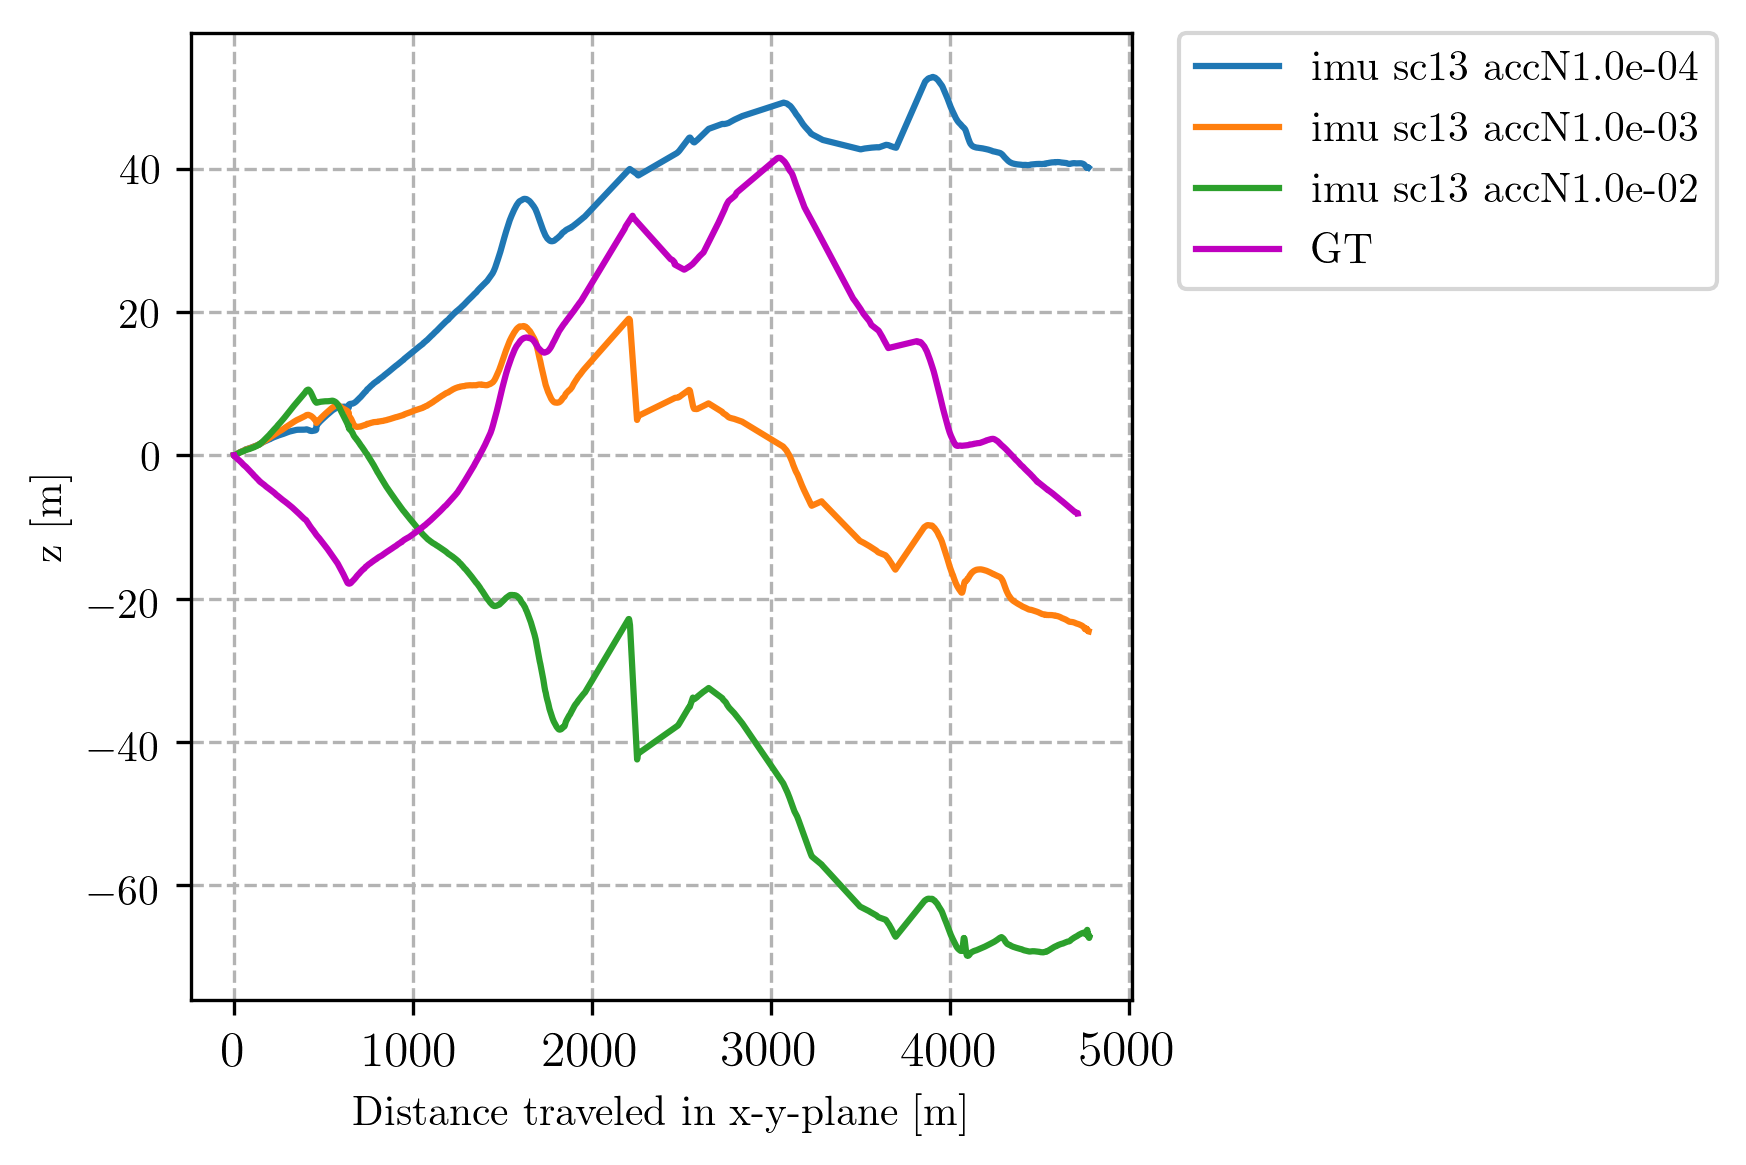 imu sc13 accN1.0e-04
imu sc13 accN1.0e-03
imu sc13 accN1.0e-02
GT
z [m]
40
20
0
−20
−40
−60
0 1000 2000 3000 4000 5000
Distance traveled in x-y-plane [m]